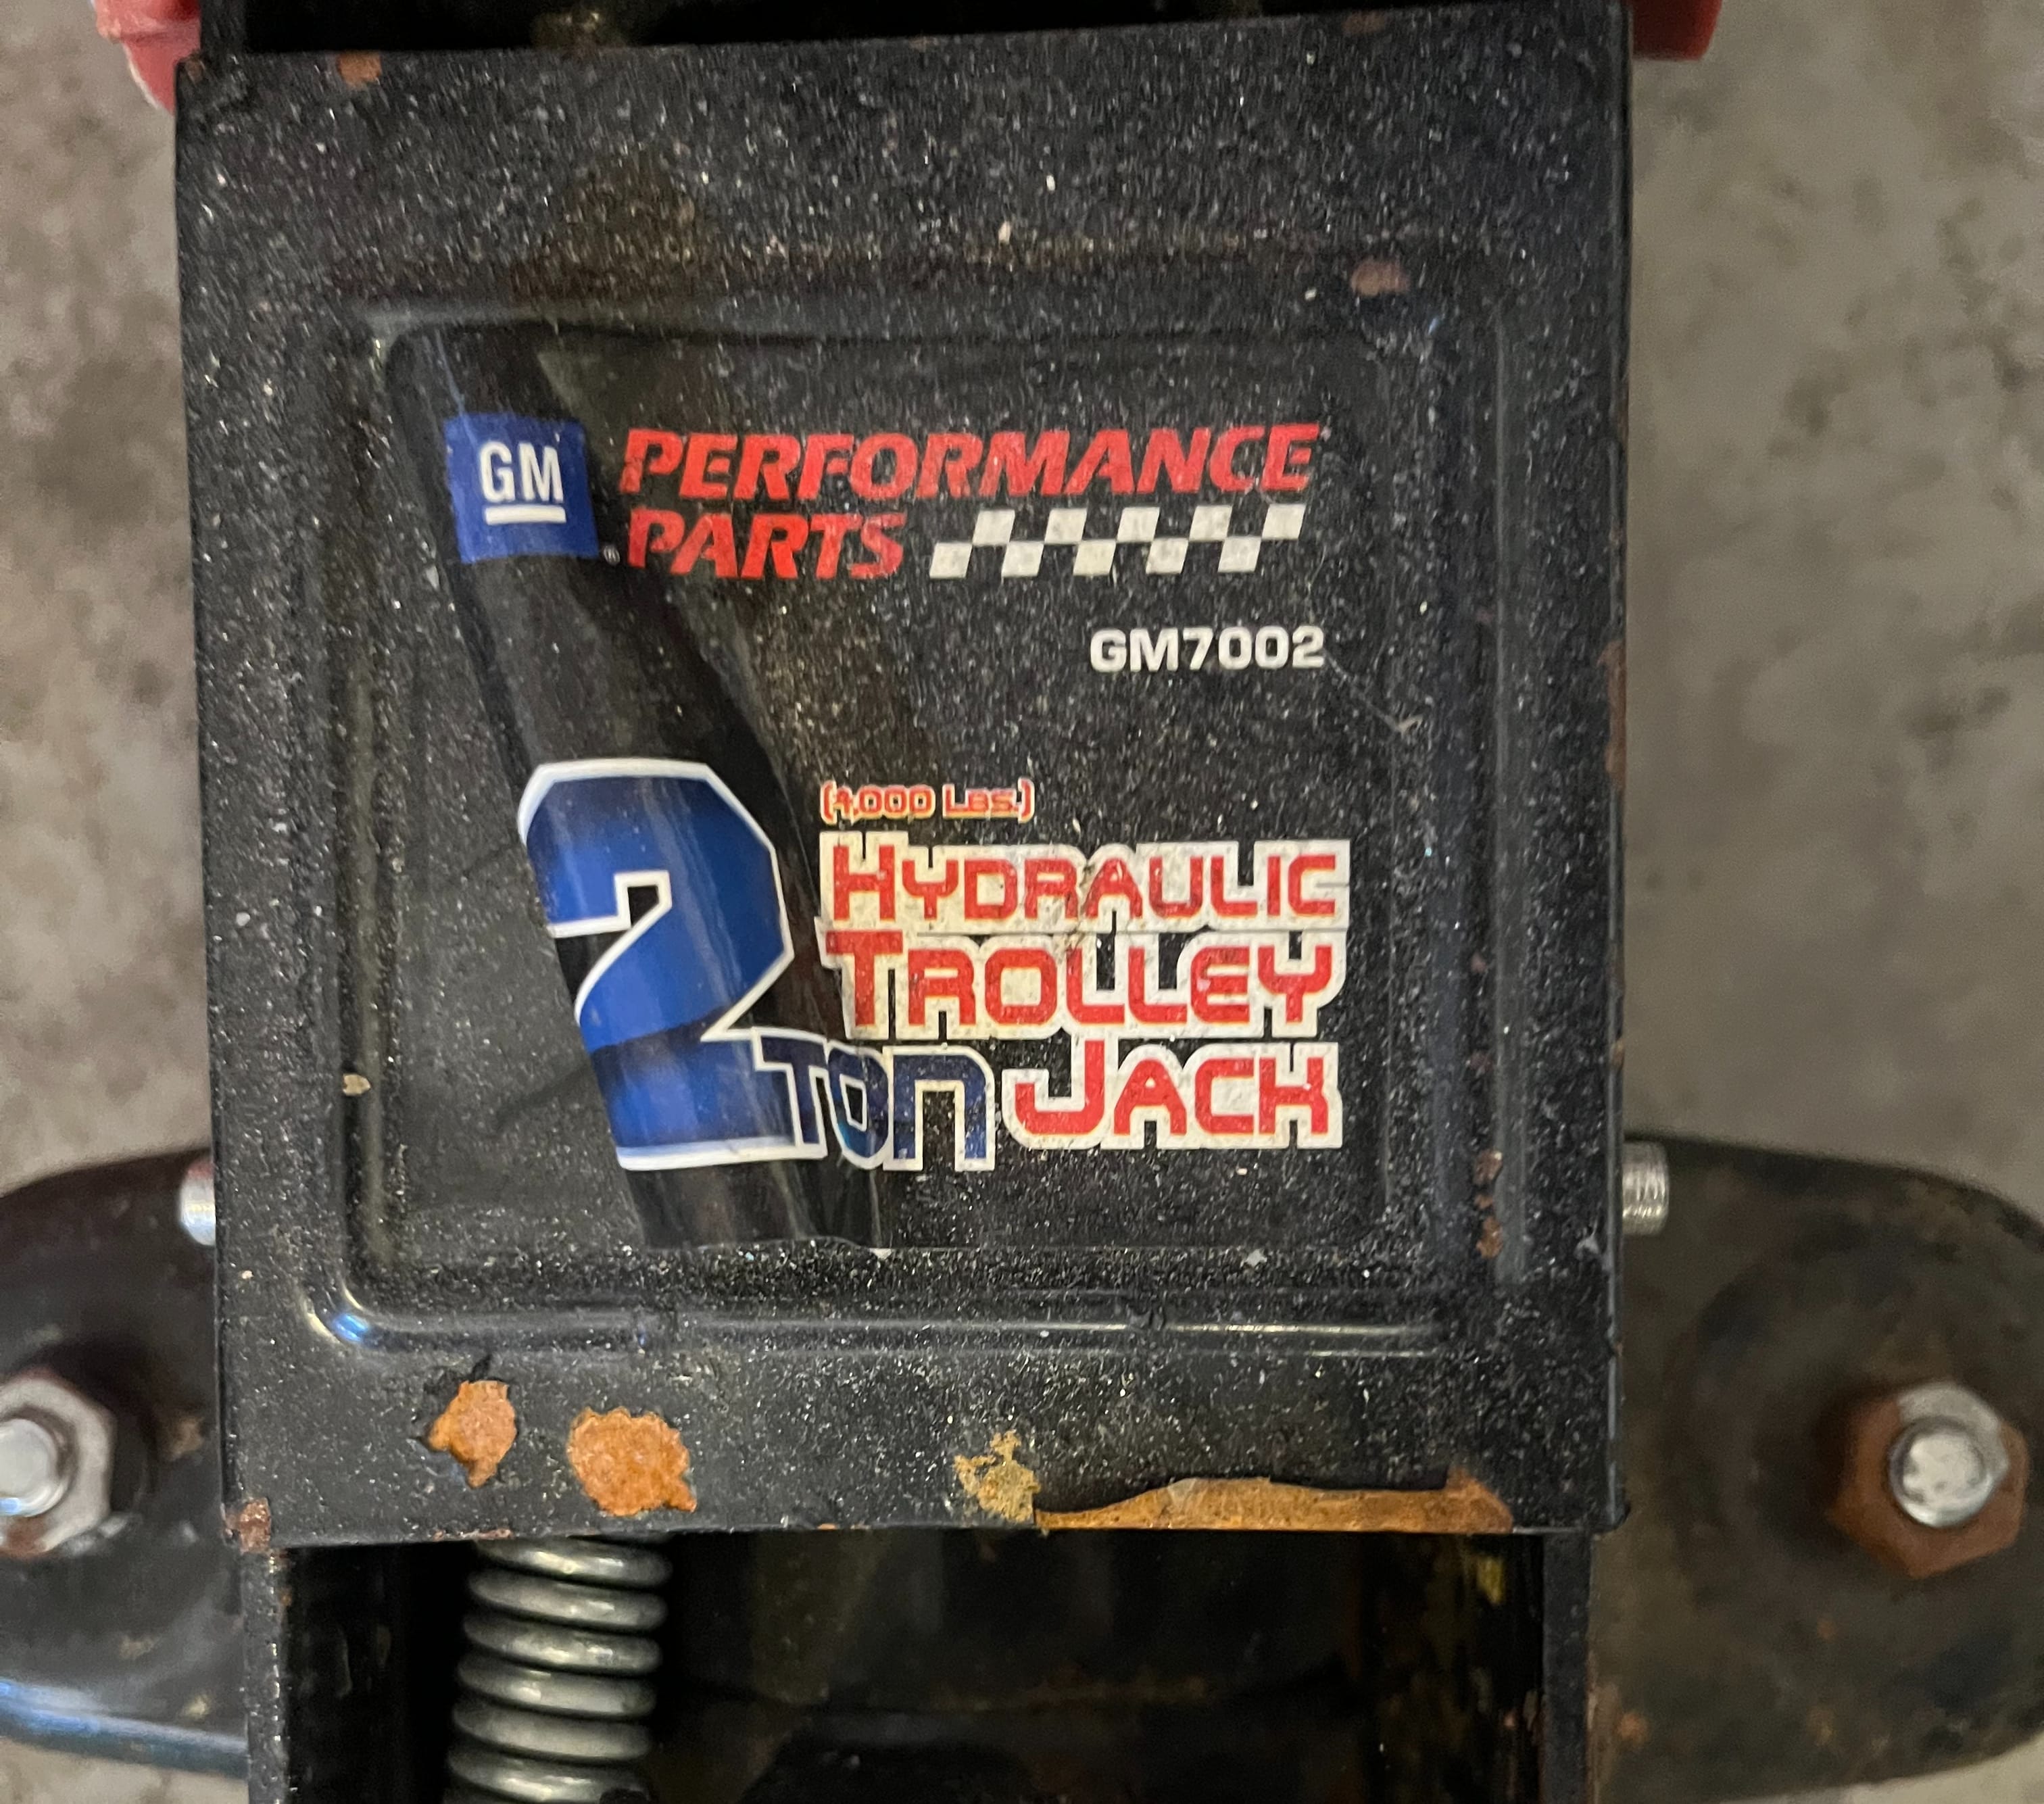 GM
®
PERFORMANCE
PARTS
GM7002
(4,000 Lbs.)
2
TON
HYDRAULIC
TROLLEY
JACK